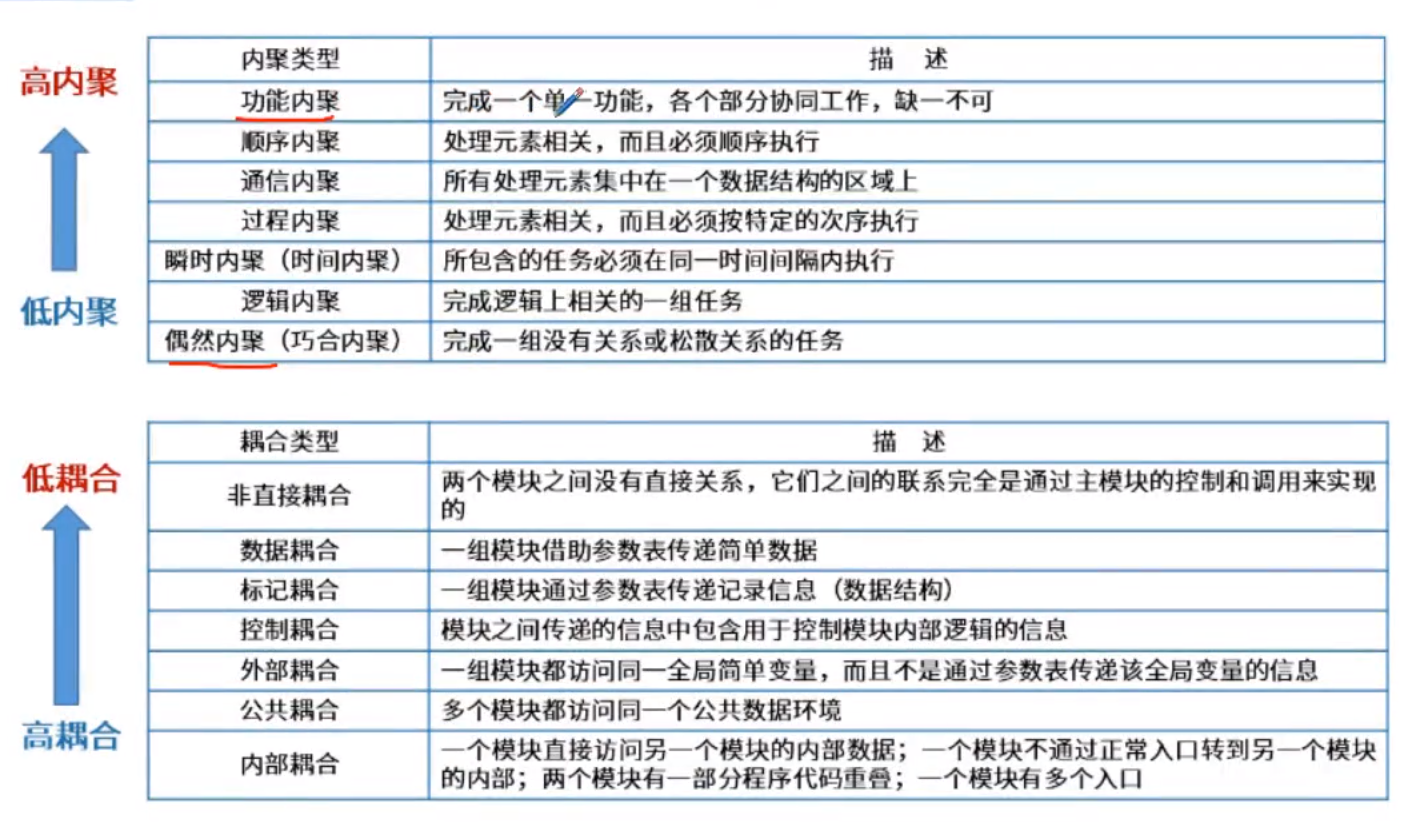 高内聚
低内聚
内聚类型 描 述
功能内聚 完成一个单一功能，各个部分协同工作，缺一不可
顺序内聚 处理元素相关，而且必须顺序执行
通信内聚 所有处理元素集中在一个数据结构的区域上
过程内聚 处理元素相关，而且必须按特定的次序执行
瞬时内聚（时间内聚） 所包含的任务必须在同一时间间隔内执行
逻辑内聚 完成逻辑上相关的一组任务
偶然内聚（巧合内聚） 完成一组没有关系或松散关系的任务
低耦合
高耦合
耦合类型 描 述
非直接耦合 两个模块之间没有直接关系，它们之间的联系完全是通过主模块的控制和调用来实现
的
数据耦合 一组模块借助参数表传递简单数据
标记耦合 一组模块通过参数表传递记录信息（数据结构）
控制耦合 模块之间传递的信息中包含用于控制模块内部逻辑的信息
外部耦合 一组模块都访问同一全局简单变量，而且不是通过参数表传递该全局变量的信息
公共耦合 多个模块都访问同一个公共数据环境
内部耦合 一个模块直接访问另一个模块的内部数据；一个模块不通过正常入口转到另一个模块
的内部；两个模块有一部分程序代码重叠；一个模块有多个入口